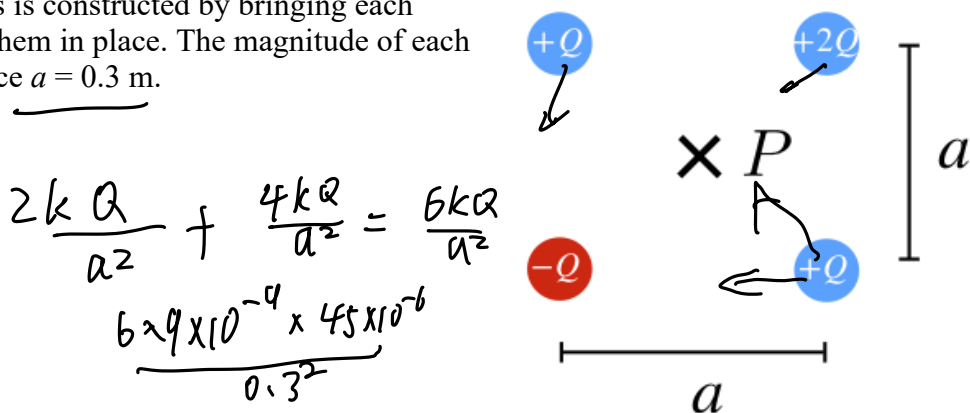 s is constructed by bringing each
hem in place. The magnitude of each
ce a = 0.3 m.
2kQ/a² + 4kQ/a² = 6kQ/a²
6×9×10⁻⁹ × 45×10⁻⁶
0.3²
+Q +2Q
× P
a
−Q +Q
a